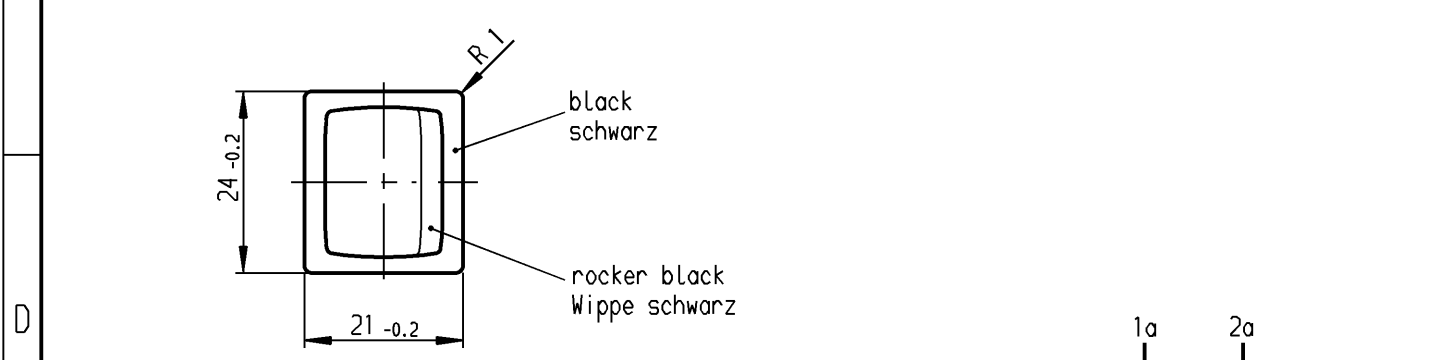 R 1
black
schwarz
24 -0.2
rocker black
Wippe schwarz
D
21 -0.2
1a
2a